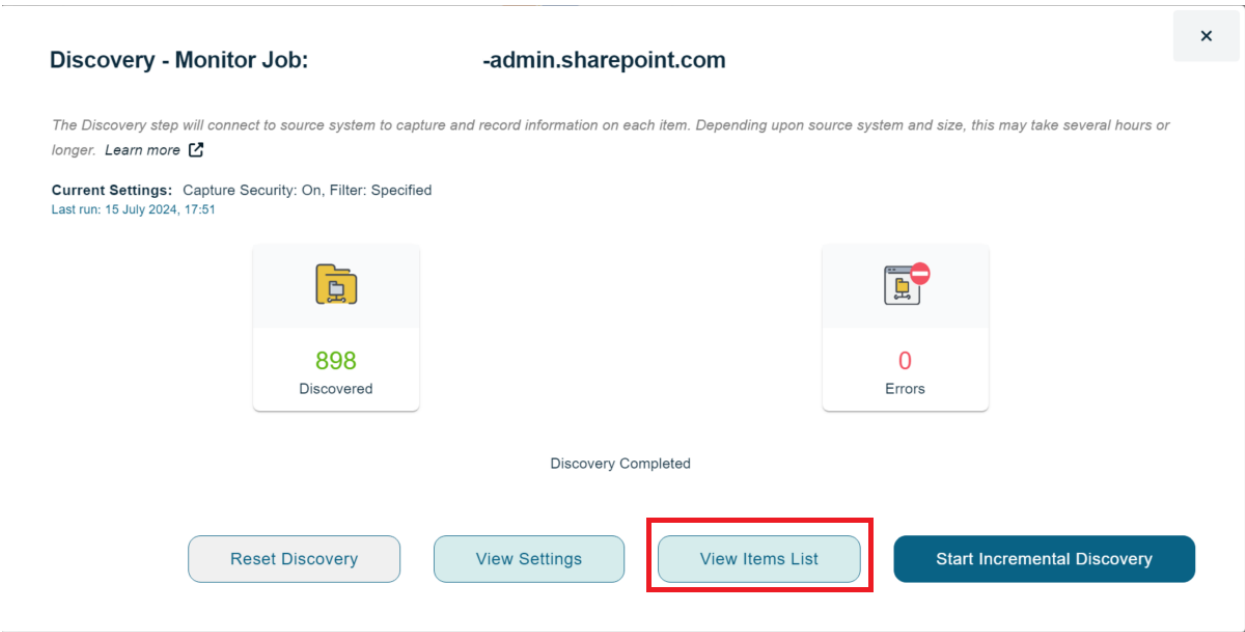 ×
Discovery - Monitor Job: -admin.sharepoint.com
The Discovery step will connect to source system to capture and record information on each item. Depending upon source system and size, this may take several hours or
longer. Learn more
Current Settings: Capture Security: On, Filter: Specified
Last run: 15 July 2024, 17:51
898
Discovered
0
Errors
Discovery Completed
Reset Discovery
View Settings
View Items List
Start Incremental Discovery